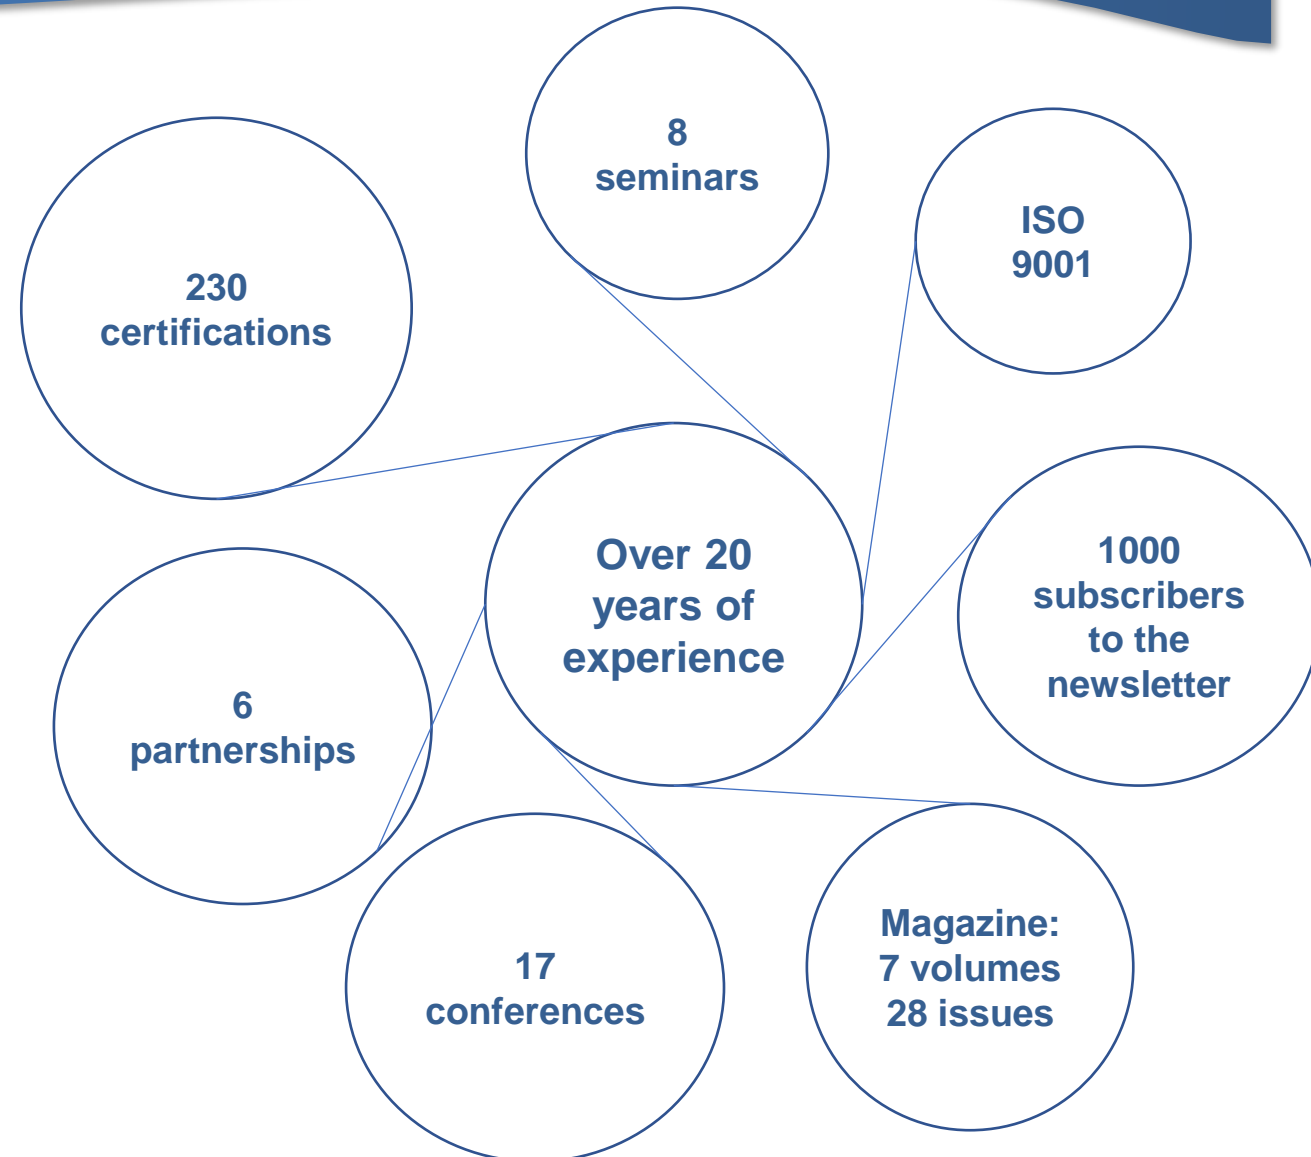 8
seminars
ISO
9001
230
certifications
Over 20
years of
experience
1000
subscribers
to the
newsletter
6
partnerships
17
conferences
Magazine:
7 volumes
28 issues